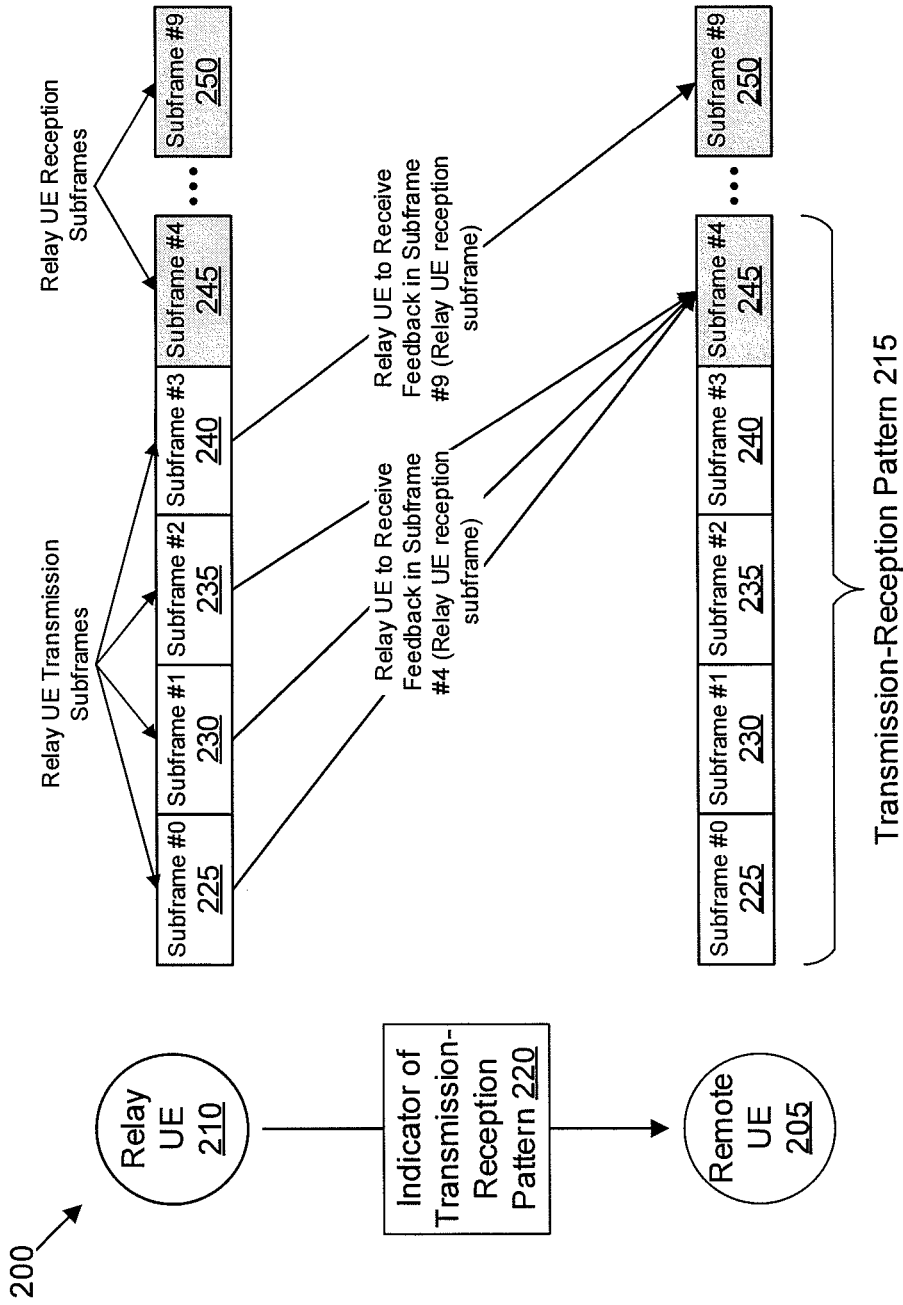 200
Relay
UE
210
Indicator of
Transmission-
Reception
Pattern 220
Remote
UE
205
Relay UE Transmission
Subframes
Relay UE Reception
Subframes
Subframe #0
225
Subframe #1
230
Subframe #2
235
Subframe #3
240
Subframe #4
245
•••
Subframe #9
250
Relay UE to Receive
Feedback in Subframe
#4 (Relay UE reception
subframe)
Relay UE to Receive
Feedback in Subframe
#9 (Relay UE reception
subframe)
Subframe #0
225
Subframe #1
230
Subframe #2
235
Subframe #3
240
Subframe #4
245
•••
Subframe #9
250
Transmission-Reception Pattern 215